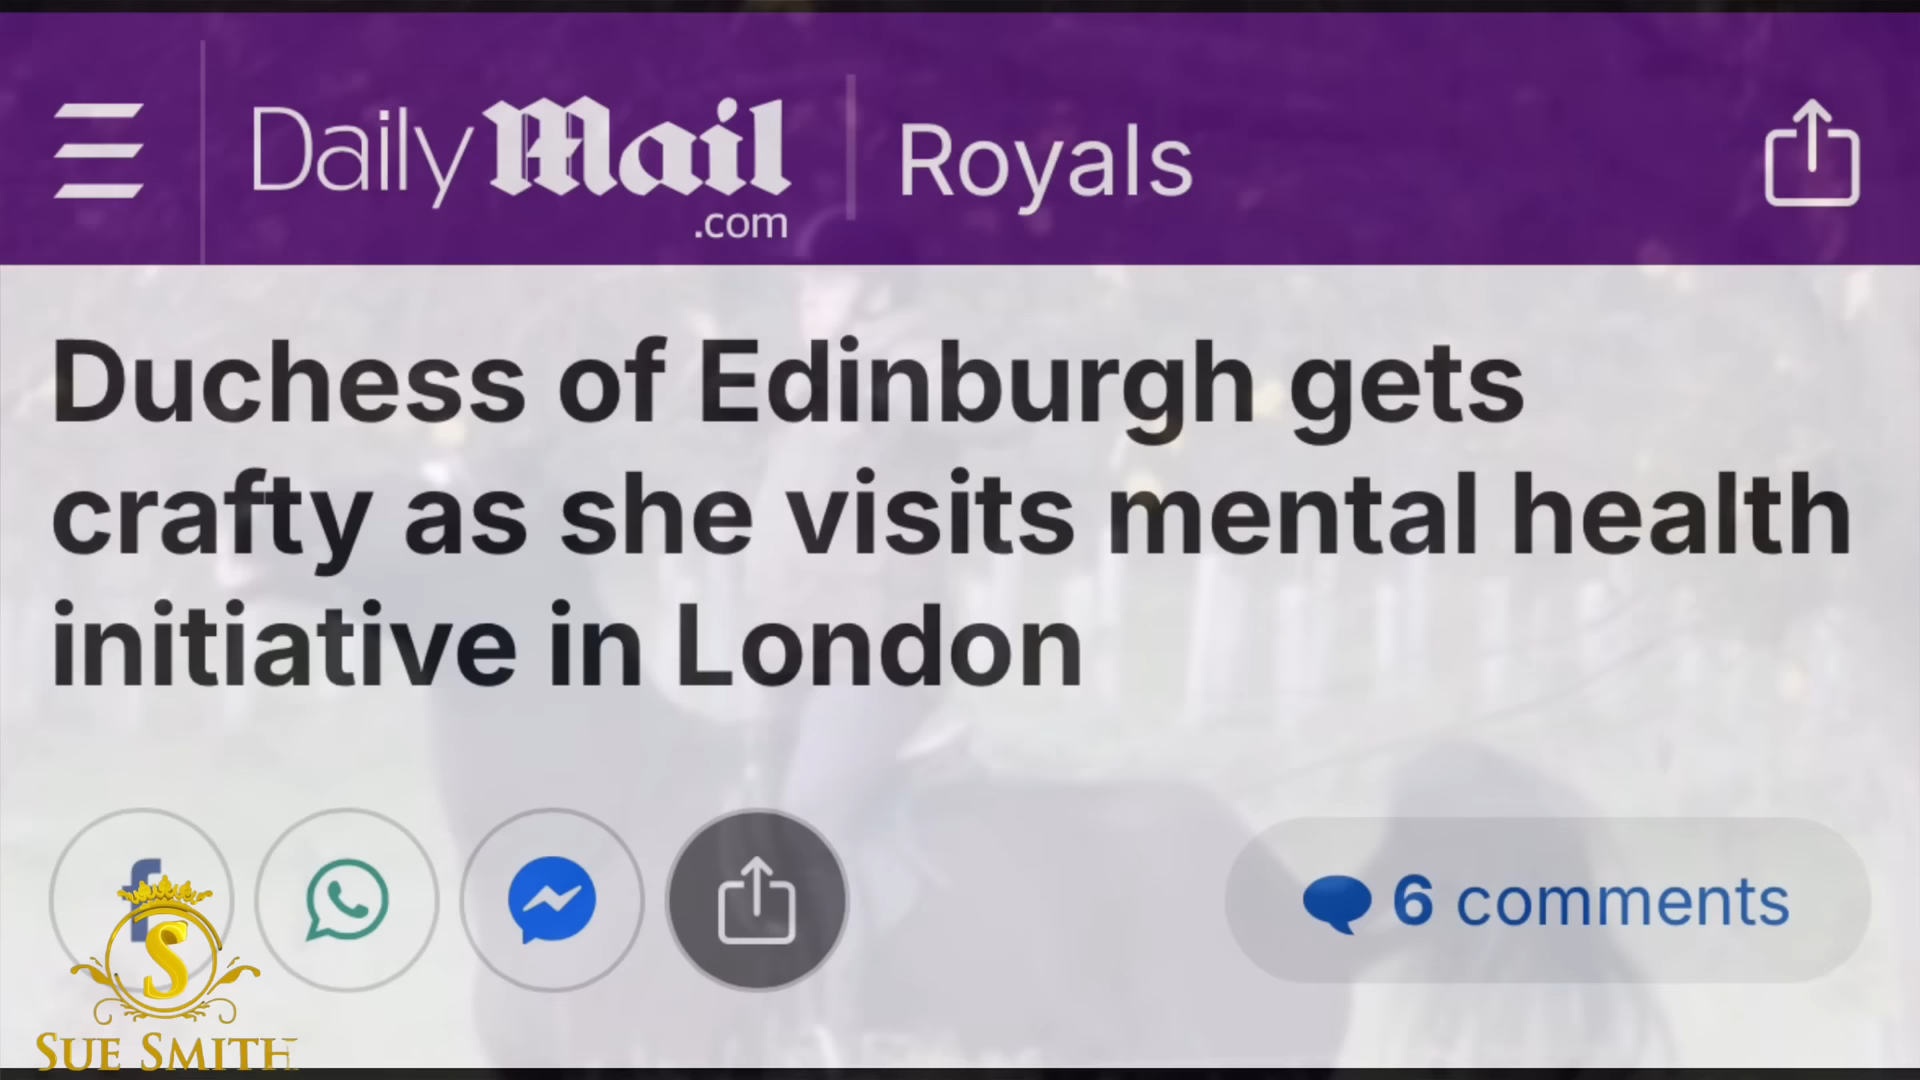 Daily Mail
.com
Royals
Duchess of Edinburgh gets
crafty as she visits mental health
initiative in London
f
6 comments
S
SUE SMITH